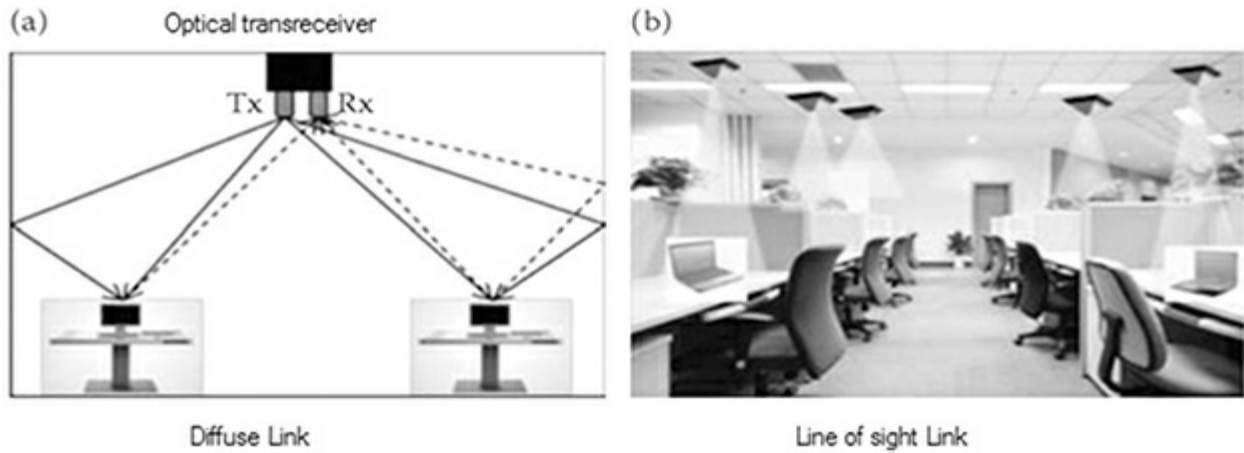 (a)
Optical transreceiver
Tx
Rx
Diffuse Link
(b)
Line of sight Link